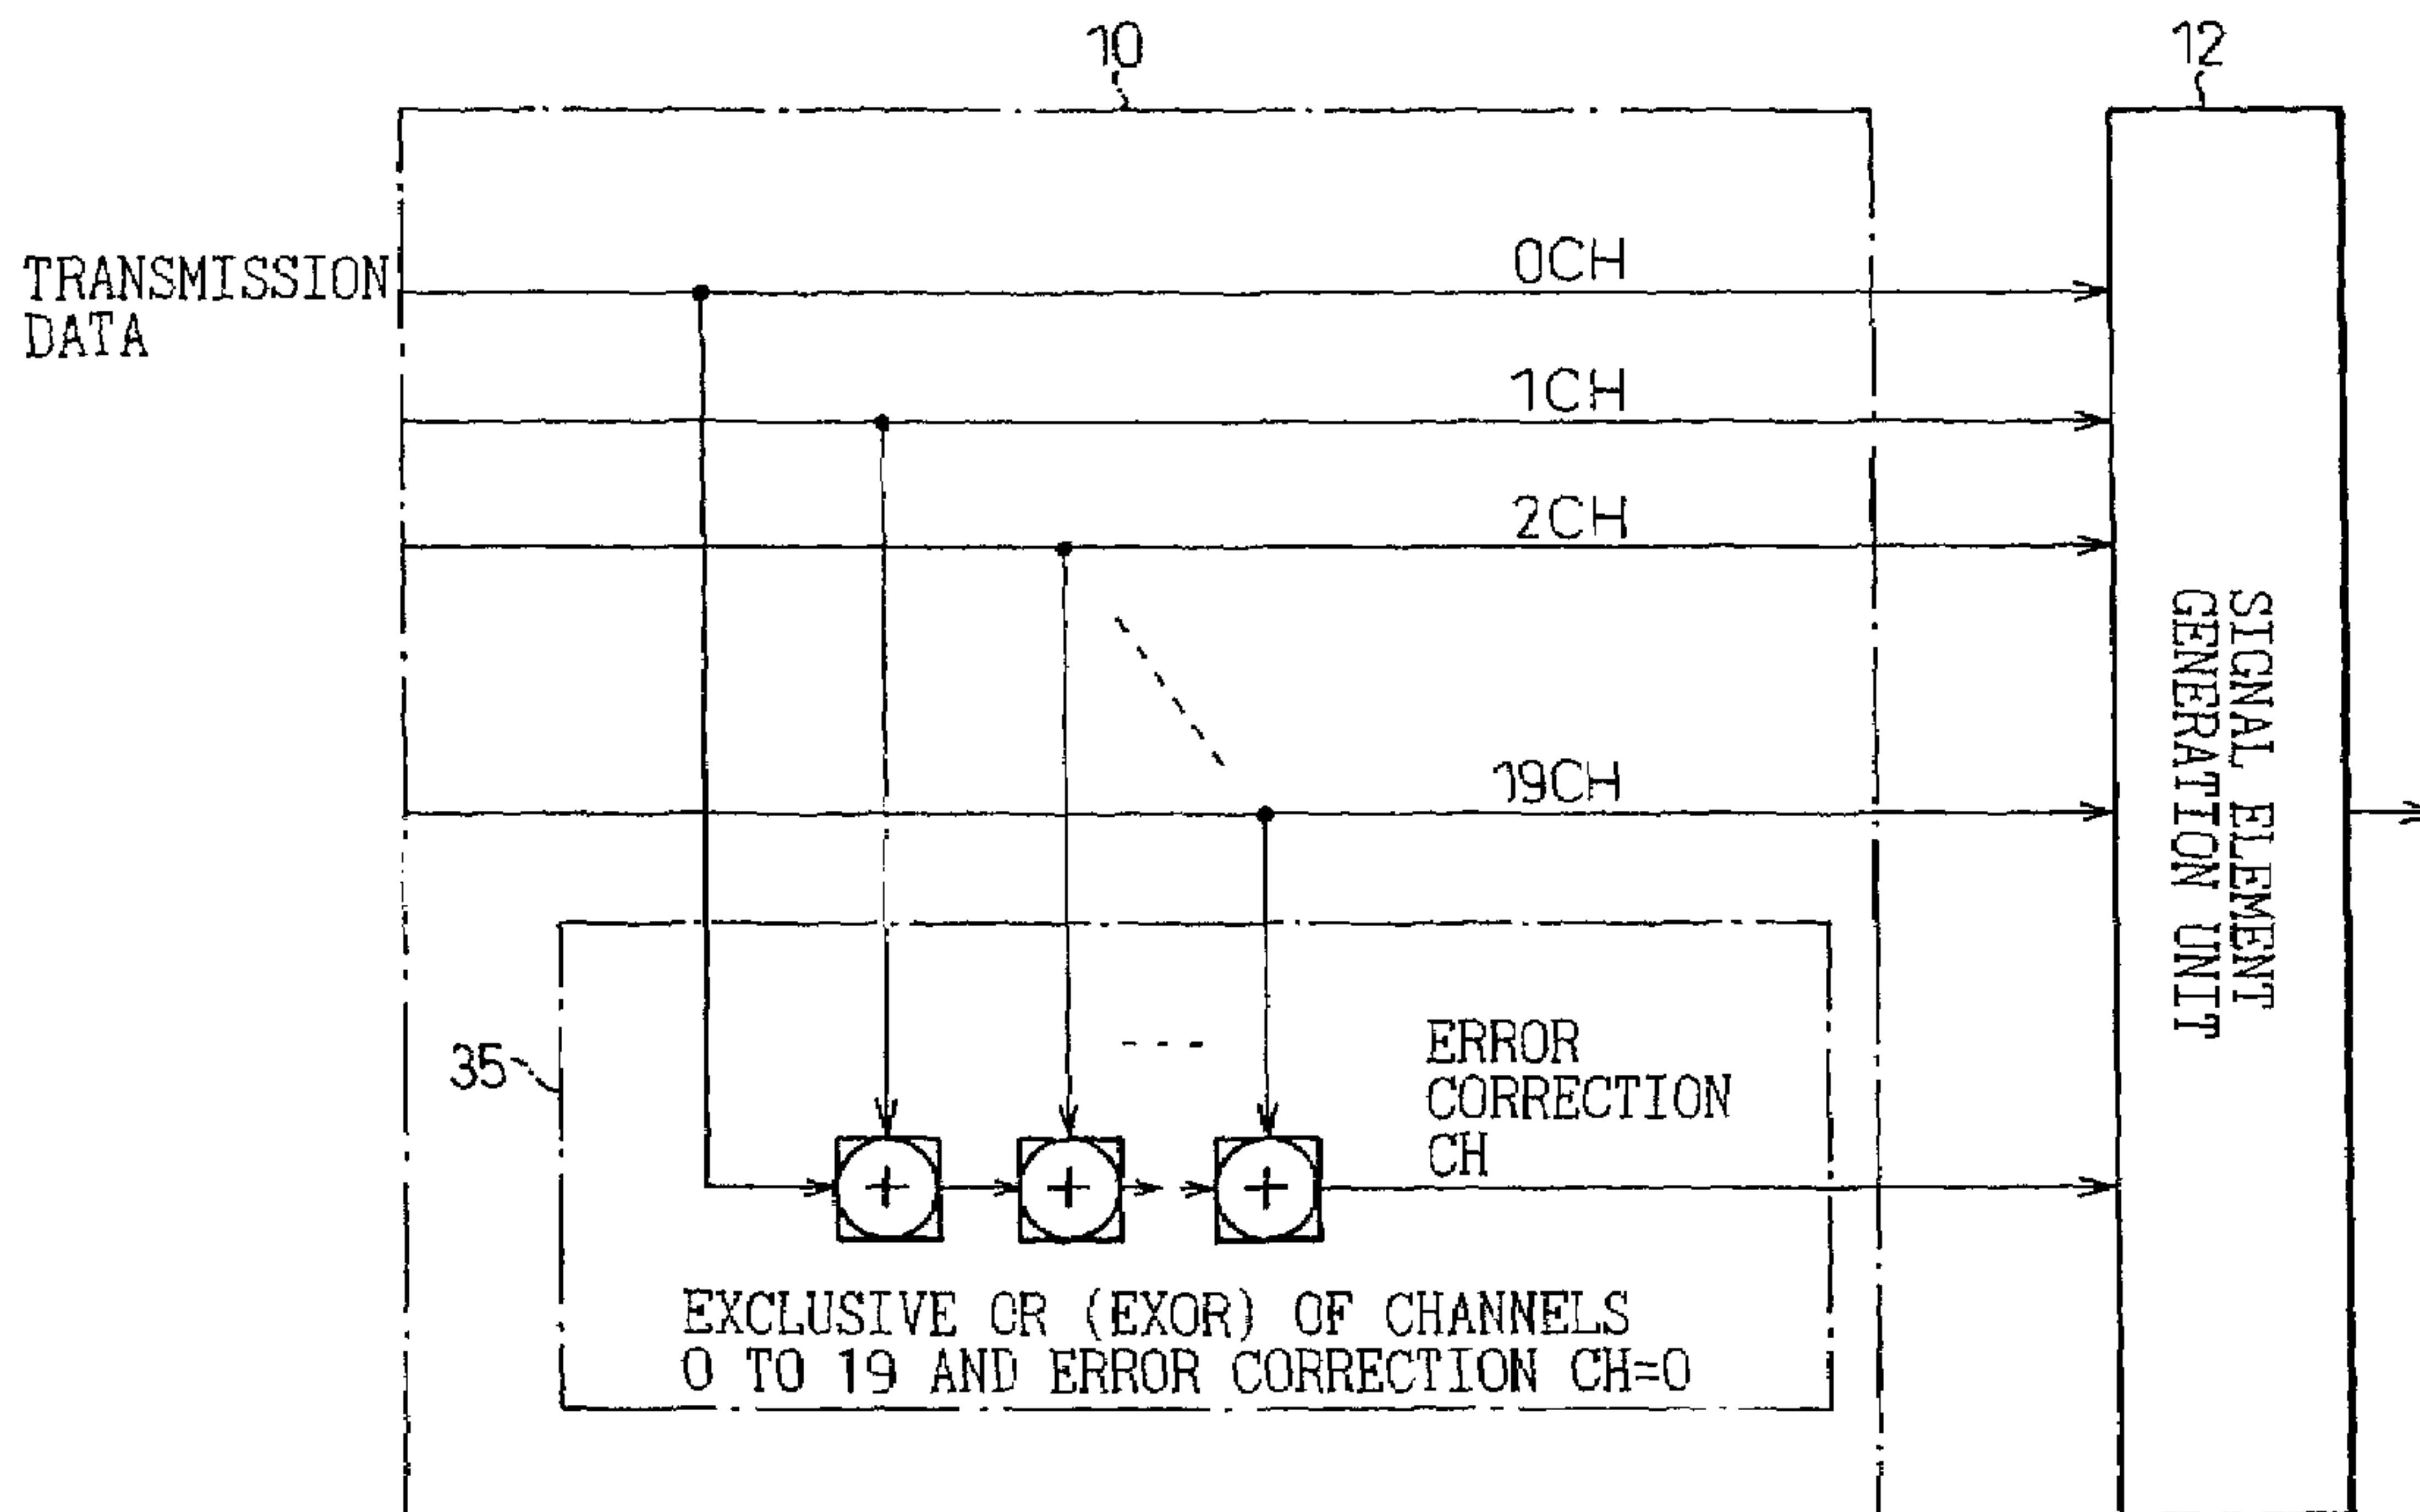 10
12
TRANSMISSION
DATA
0CH
1CH
2CH
19CH
SIGNAL ELEMENT
GENERATION UNIT
35
ERROR
CORRECTION
CH
EXCLUSIVE OR (EXOR) OF CHANNELS
0 TO 19 AND ERROR CORRECTION CH=0